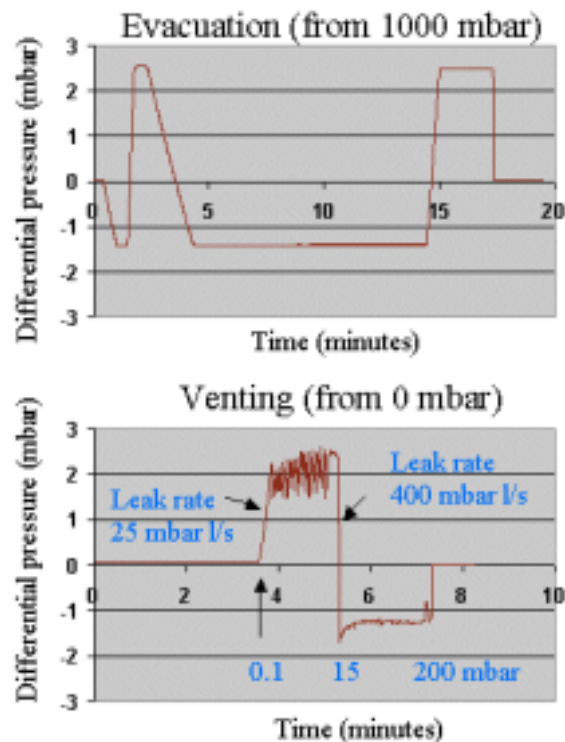 Evacuation (from 1000 mbar)
Differential pressure (mbar)
3
2
1
0
-1
-2
-3
0
5
10
15
20
Time (minutes)
Venting (from 0 mbar)
Differential pressure (mbar)
3
2
1
0
-1
-2
-3
Leak rate
25 mbar l/s
Leak rate
400 mbar l/s
0
2
4
6
8
10
0.1
15
200 mbar
Time (minutes)